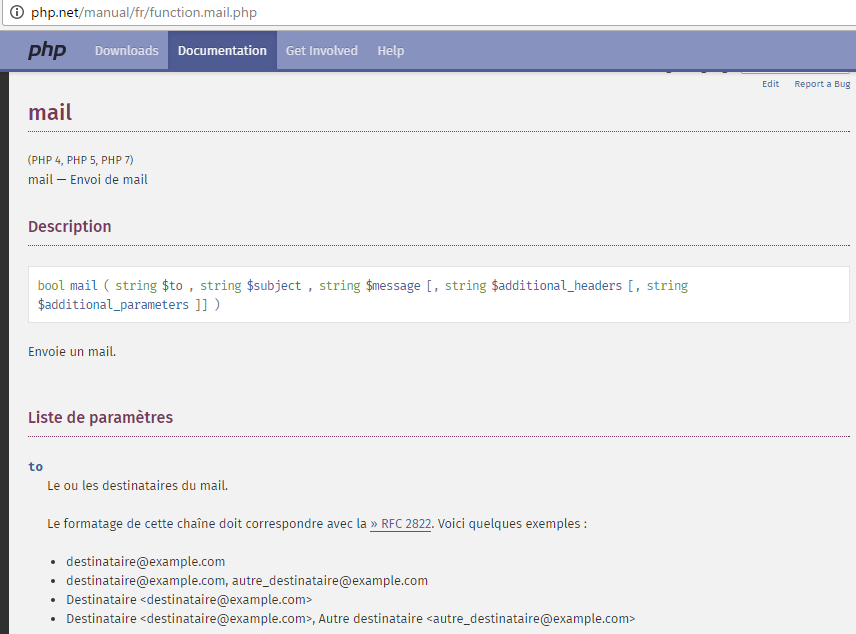 php.net/manual/fr/function.mail.php
php Downloads Documentation Get Involved Help
Edit Report a Bug
mail
(PHP 4, PHP 5, PHP 7)
mail — Envoi de mail
Description
bool mail ( string $to , string $subject , string $message [, string $additional_headers [, string
$additional_parameters ]] )
Envoie un mail.
Liste de paramètres
to
Le ou les destinataires du mail.
Le formatage de cette chaîne doit correspondre avec la » RFC 2822. Voici quelques exemples :
• destinataire@example.com
• destinataire@example.com, autre_destinataire@example.com
• Destinataire <destinataire@example.com>
• Destinataire <destinataire@example.com>, Autre destinataire <autre_destinataire@example.com>